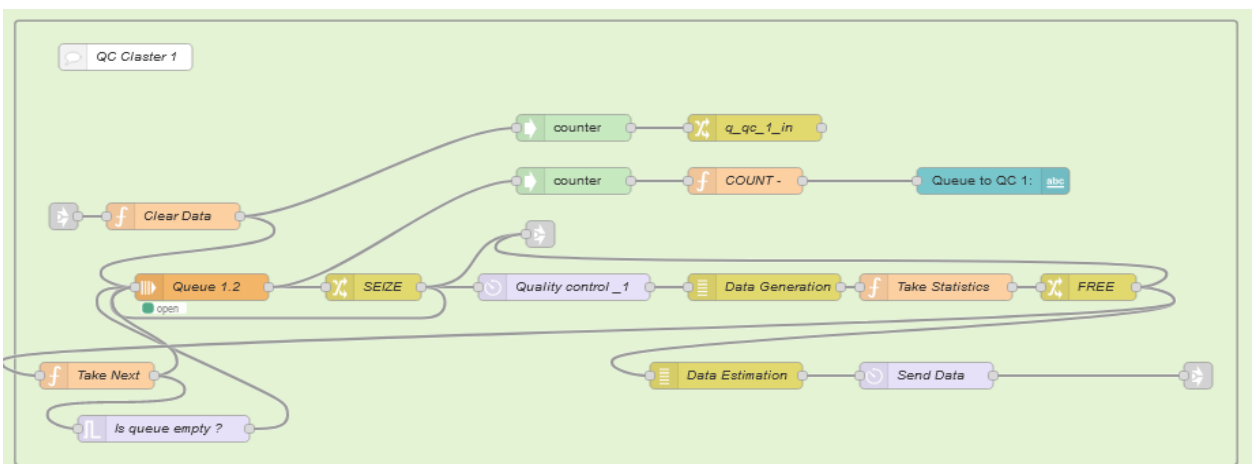 QC Claster 1
counter
q_qc_1_in
counter
COUNT -
Queue to QC 1:
abc
Clear Data
Queue 1.2
SEIZE
Quality control _1
Data Generation
Take Statistics
FREE
open
Take Next
Data Estimation
Send Data
Is queue empty ?